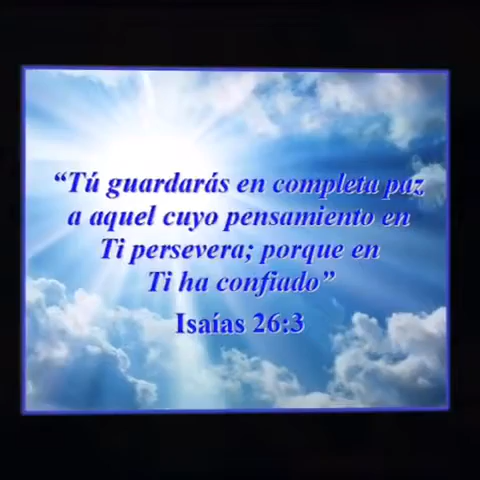 “Tú guardarás en completa paz
a aquel cuyo pensamiento en
Ti persevera; porque en
Ti ha confiado”
Isaías 26:3